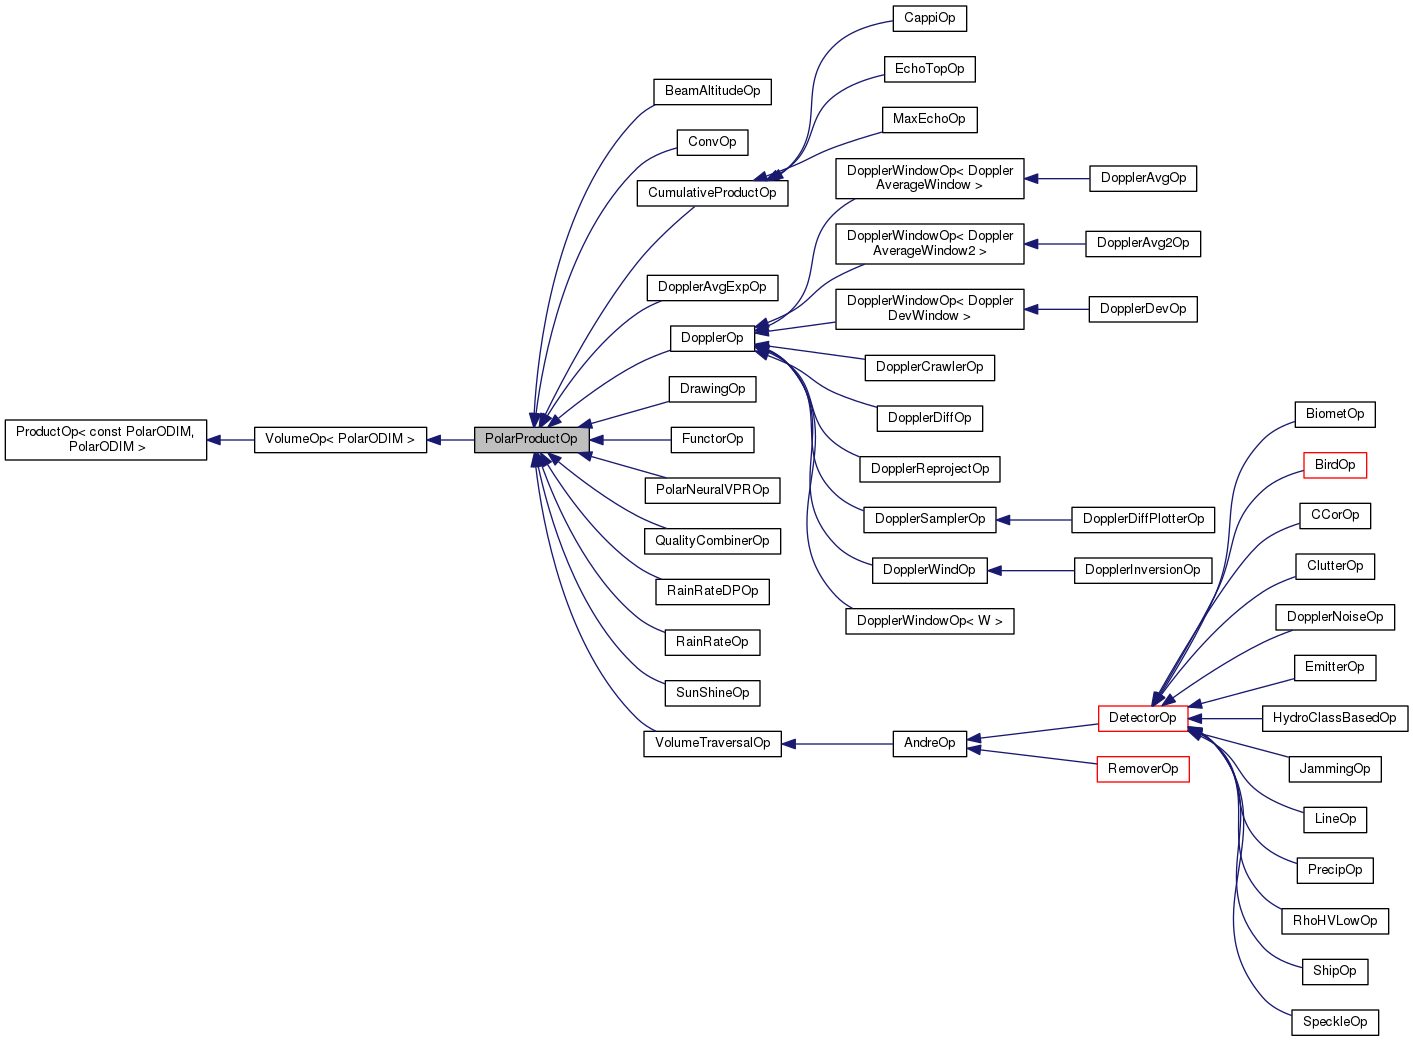 ProductOp< const PolarODIM,
PolarODIM >
VolumeOp< PolarODIM >
PolarProductOp
BeamAltitudeOp
ConvOp
CumulativeProductOp
DopplerAvgExpOp
DopplerOp
DrawingOp
FunctorOp
PolarNeuralVPROp
QualityCombinerOp
RainRateDPOp
RainRateOp
SunShineOp
VolumeTraversalOp
CappiOp
EchoTopOp
MaxEchoOp
DopplerWindowOp< Doppler
AverageWindow >
DopplerWindowOp< Doppler
AverageWindow2 >
DopplerWindowOp< Doppler
DevWindow >
DopplerCrawlerOp
DopplerDiffOp
DopplerReprojectOp
DopplerSamplerOp
DopplerWindOp
DopplerWindowOp< W >
AndreOp
DopplerAvgOp
DopplerAvg2Op
DopplerDevOp
DopplerDiffPlotterOp
DopplerInversionOp
DetectorOp
RemoverOp
BiometOp
BirdOp
CCorOp
ClutterOp
DopplerNoiseOp
EmitterOp
HydroClassBasedOp
JammingOp
LineOp
PrecipOp
RhoHVLowOp
ShipOp
SpeckleOp